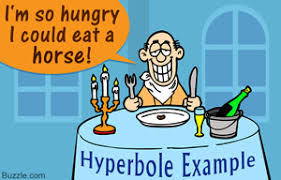 I'm so hungry
I could eat a
horse!
Hyperbole Example
Buzzle.com